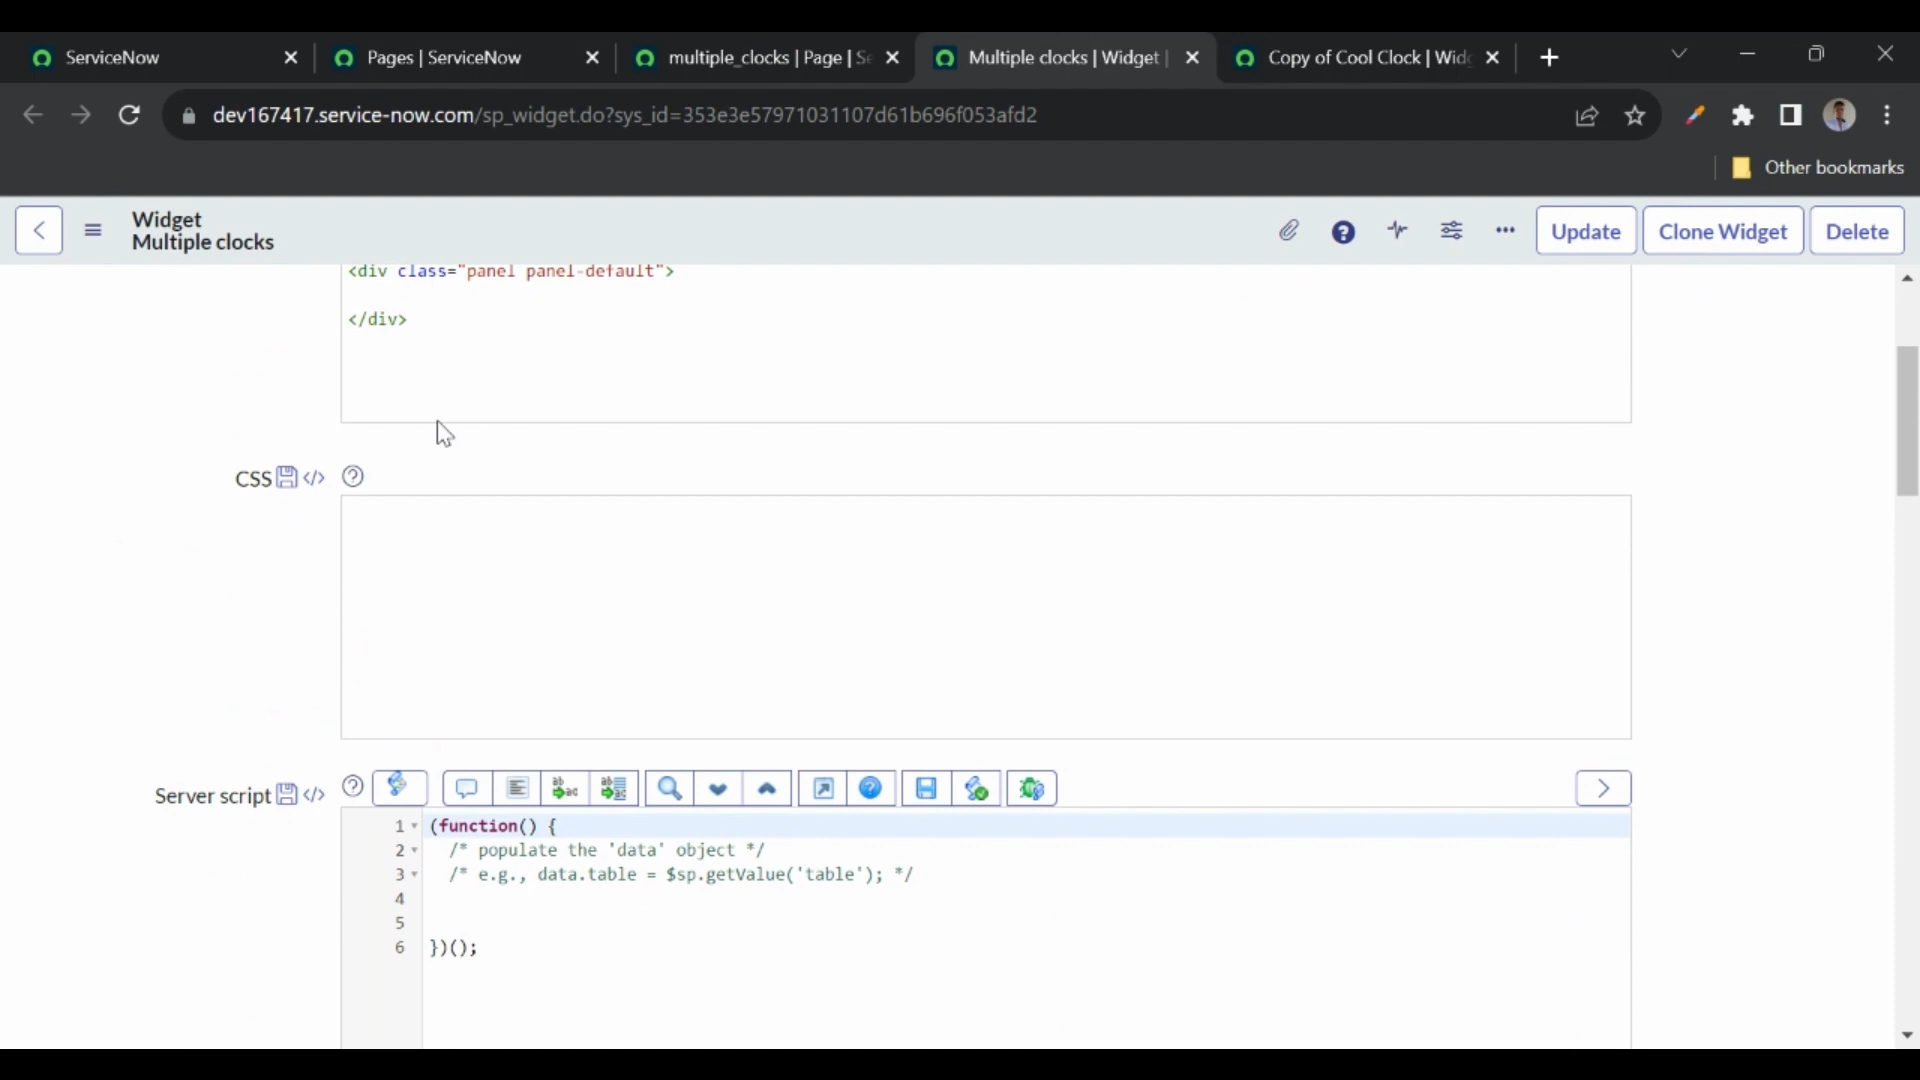 ServiceNow
Pages | ServiceNow
multiple_clocks | Page | Se
Multiple clocks | Widget |
Copy of Cool Clock | Widg
dev167417.service-now.com/sp_widget.do?sys_id=353e3e57971031107d61b696f053afd2
Other bookmarks
Widget
Multiple clocks
Update
Clone Widget
Delete
<div class="panel panel-default">
</div>
CSS
Server script
1 (function() {
2 /* populate the 'data' object */
3 /* e.g., data.table = $sp.getValue('table'); */
4
5
6 })();